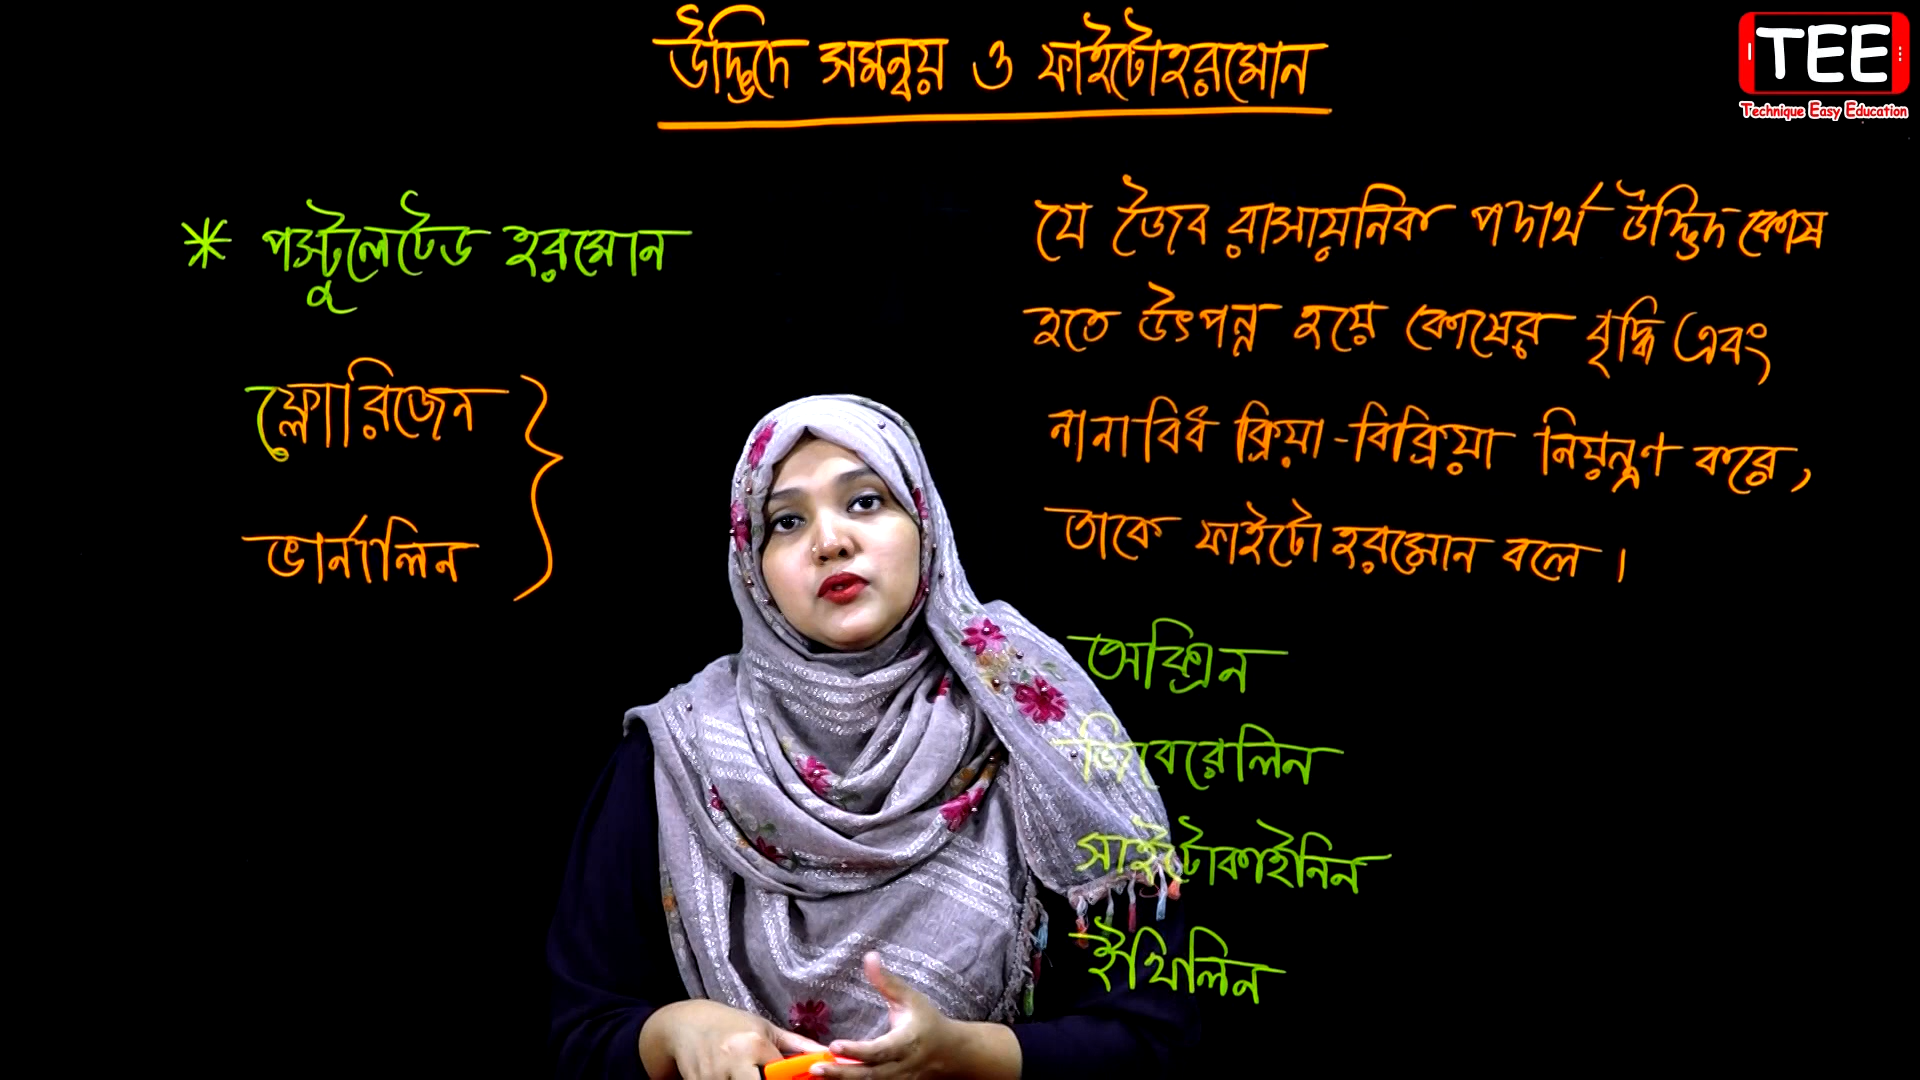 উদ্ভিদে সমন্বয় ও ফাইটোহরমোন
TEE
Technique Easy Education
* পস্টুলেটেড হরমোন
ফ্লোরিজেন
ভার্নালিন
যে জৈব রাসায়নিক পদার্থ উদ্ভিদ কোষ
হতে উৎপন্ন হয়ে কোষের বৃদ্ধি এবং
নানাবিধ ক্রিয়া-বিক্রিয়া নিয়ন্ত্রণ করে,
তাকে ফাইটো হরমোন বলে।
অক্সিন
জিবেরেলিন
সাইটোকাইনিন
ইথিলিন